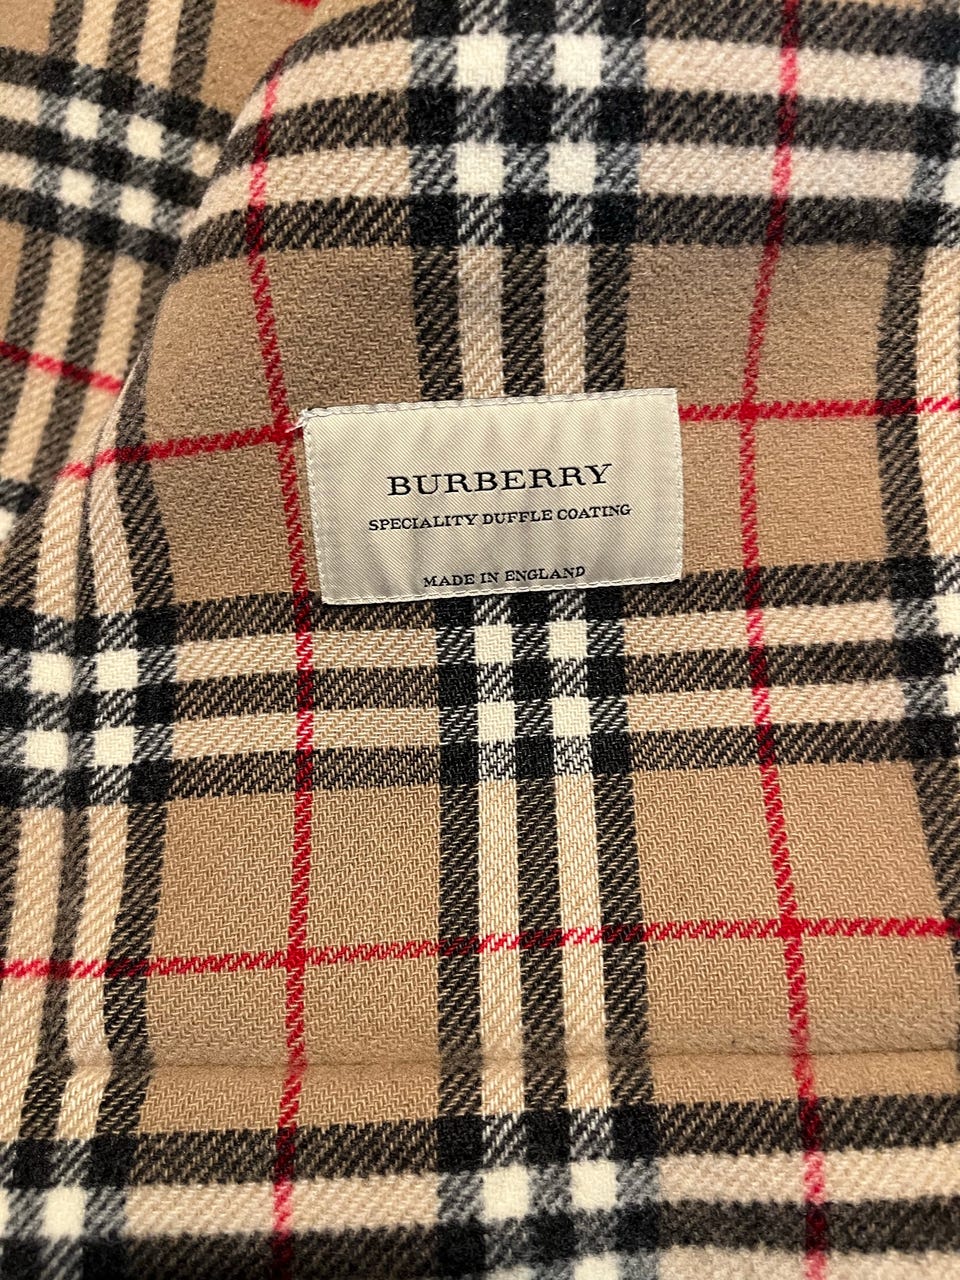 BURBERRY
SPECIALITY DUFFLE COATING
MADE IN ENGLAND